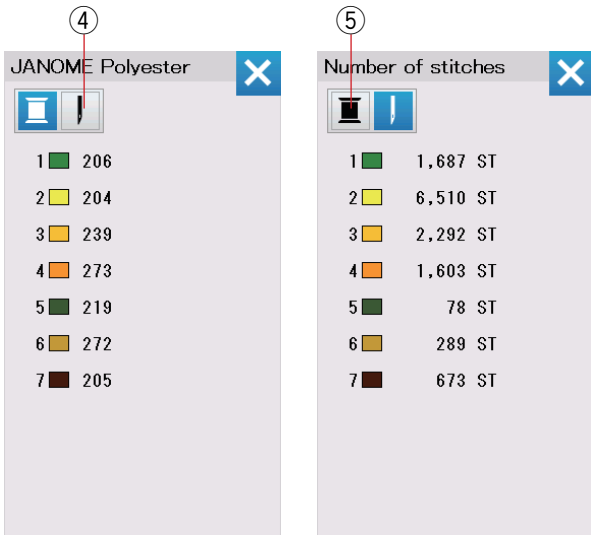 ④
JANOME Polyester
1 206
2 204
3 239
4 273
5 219
6 272
7 205
⑤
Number of stitches
1 1,687 ST
2 6,510 ST
3 2,292 ST
4 1,603 ST
5 78 ST
6 289 ST
7 673 ST